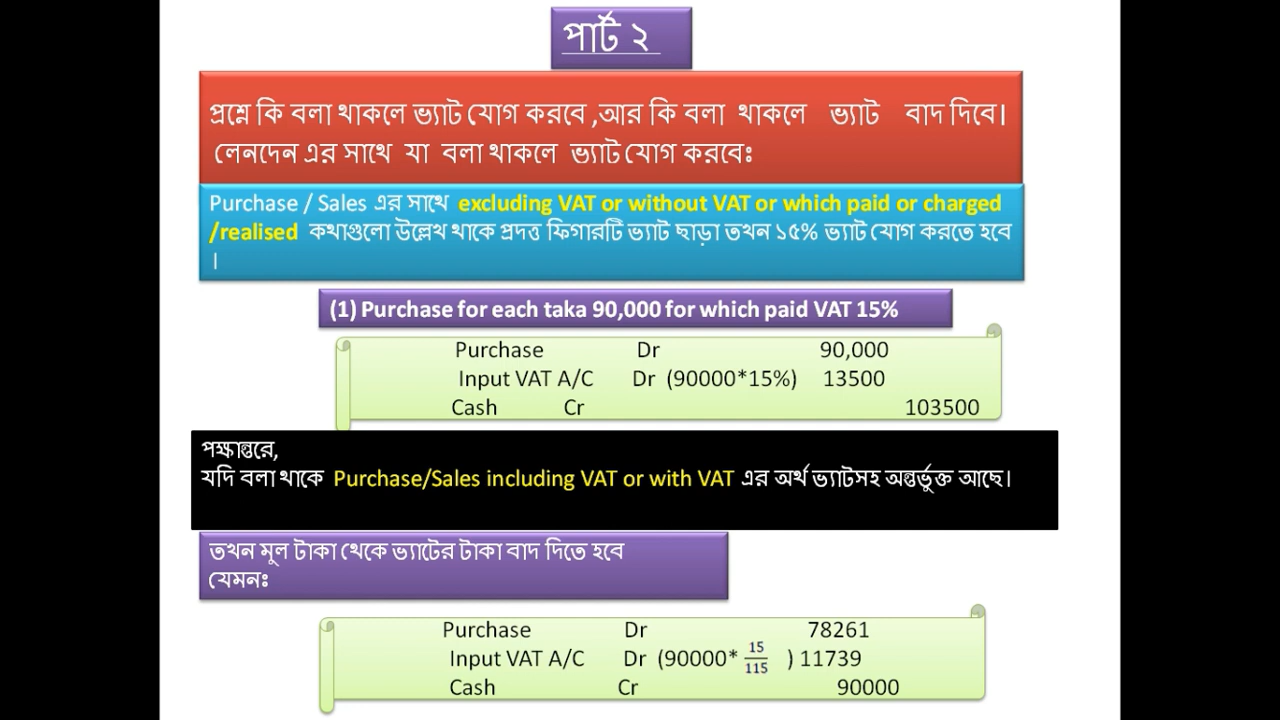 পার্ট ২
প্রশ্নে কি বলা থাকলে ভ্যাট যোগ করবে ,আর কি বলা থাকলে ভ্যাট বাদ দিবে।
লেনদেন এর সাথে যা বলা থাকলে ভ্যাট যোগ করবেঃ
Purchase / Sales এর সাথে excluding VAT or without VAT or which paid or charged
/realised কথাগুলো উল্লেখ থাকে প্রদত্ত ফিগারটি ভ্যাট ছাড়া তখন ১৫% ভ্যাট যোগ করতে হবে
।
(1) Purchase for each taka 90,000 for which paid VAT 15%
Purchase Dr 90,000
Input VAT A/C Dr (90000*15%) 13500
Cash Cr 103500
পক্ষান্তরে,
যদি বলা থাকে Purchase/Sales including VAT or with VAT এর অর্থ ভ্যাটসহ অন্তর্ভুক্ত আছে।
তখন মূল টাকা থেকে ভ্যাটের টাকা বাদ দিতে হবে
যেমনঃ
Purchase Dr 78261
Input VAT A/C Dr (90000* 15/115 ) 11739
Cash Cr 90000